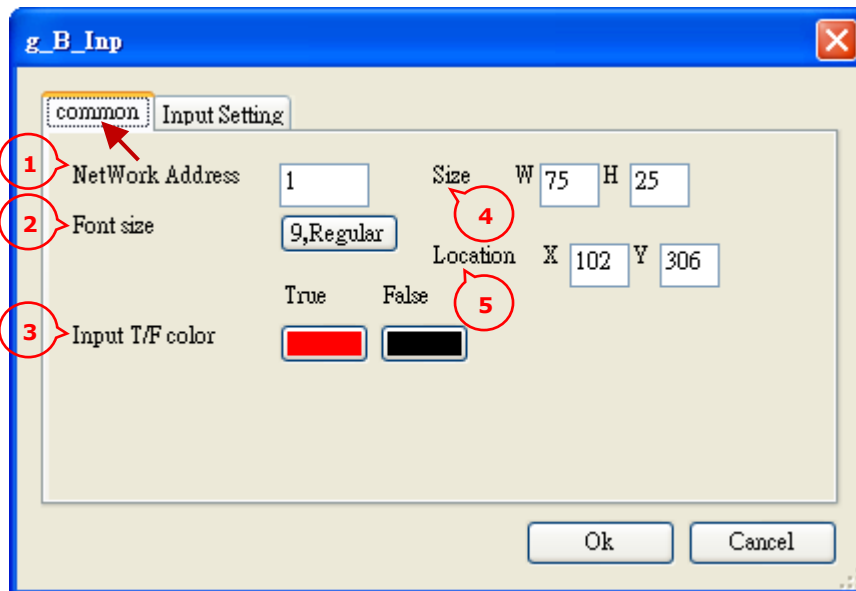 g_B_Inp
common Input Setting
1 NetWork Address 1 Size W 75 H 25
4
2 Font size 9,Regular
Location X 102 Y 306
True False 5
3 Input T/F color
Ok Cancel